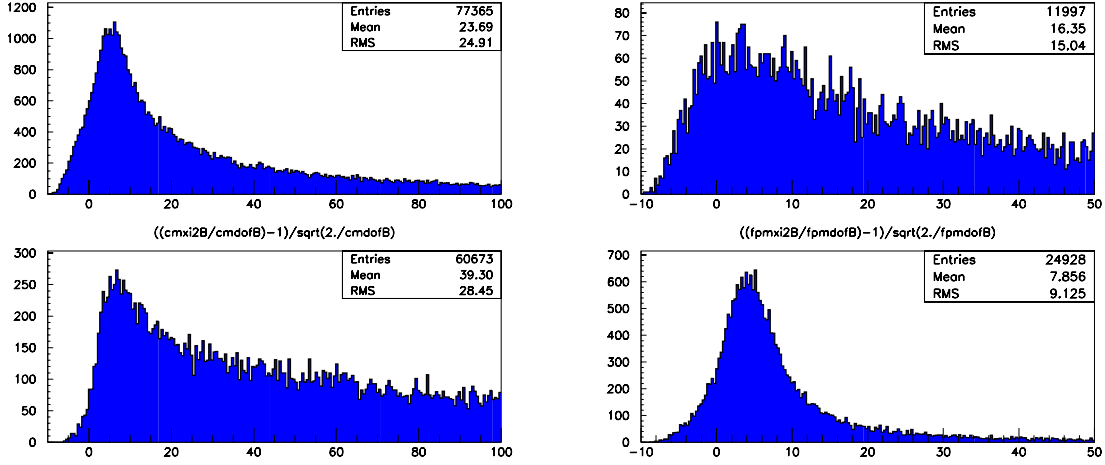 1200
1000
800
600
400
200
0
Entries 77365
Mean 23.69
RMS 24.91
0 20 40 60 80 100
80
70
60
50
40
30
20
10
0
Entries 11997
Mean 16.35
RMS 15.04
−10 0 10 20 30 40 50
((cmxi2B/cmdofB)−1)/sqrt(2./cmdofB)
300
250
200
150
100
50
0
Entries 60673
Mean 39.30
RMS 28.45
0 20 40 60 80 100
((fpmxi2B/fpmdofB)−1)/sqrt(2./fpmdofB)
700
600
500
400
300
200
100
0
Entries 24928
Mean 7.856
RMS 9.125
−10 0 10 20 30 40 50